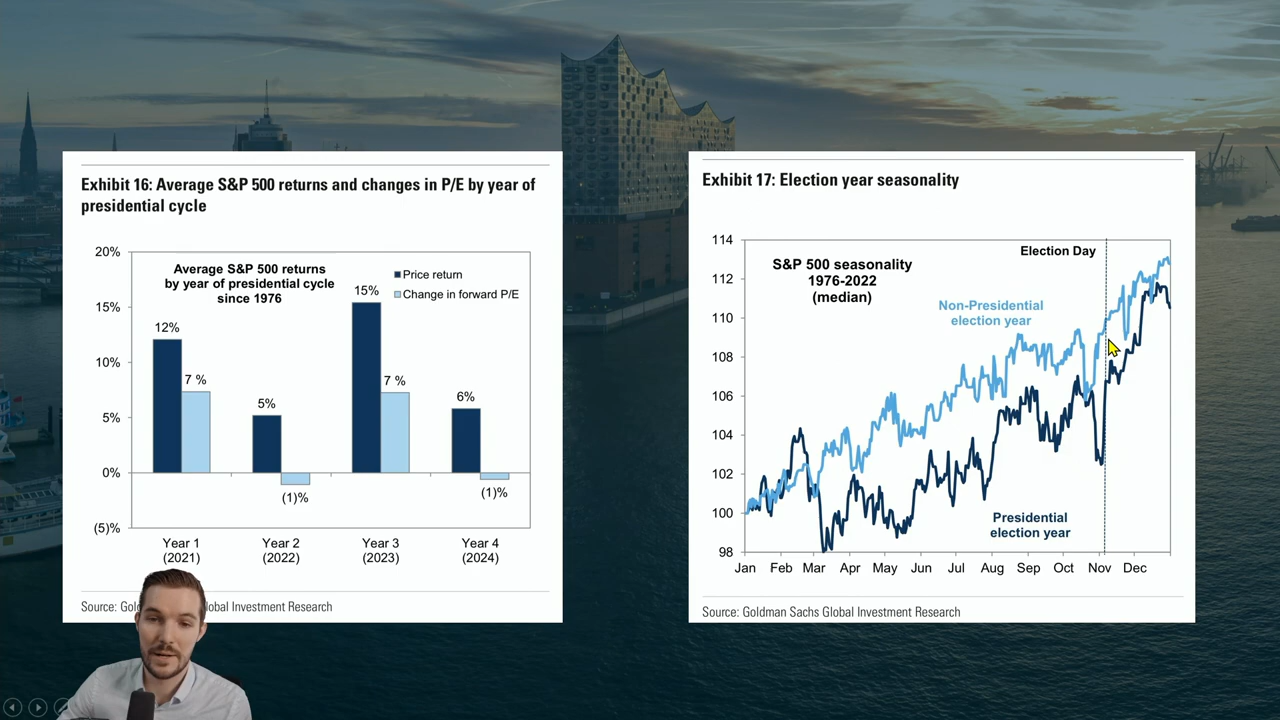 Exhibit 16: Average S&P 500 returns and changes in P/E by year of
presidential cycle
20%
15%
10%
5%
0%
(5)%
Average S&P 500 returns
by year of presidential cycle
since 1976
Price return
Change in forward P/E
12%
7 %
5%
(1)%
15%
7 %
6%
(1)%
Year 1
(2021)
Year 2
(2022)
Year 3
(2023)
Year 4
(2024)
Source: Gol lobal Investment Research
Exhibit 17: Election year seasonality
114
112
110
108
106
104
102
100
98
S&P 500 seasonality
1976-2022
(median)
Election Day
Non-Presidential
election year
Presidential
election year
Jan Feb Mar Apr May Jun Jul Aug Sep Oct Nov Dec
Source: Goldman Sachs Global Investment Research